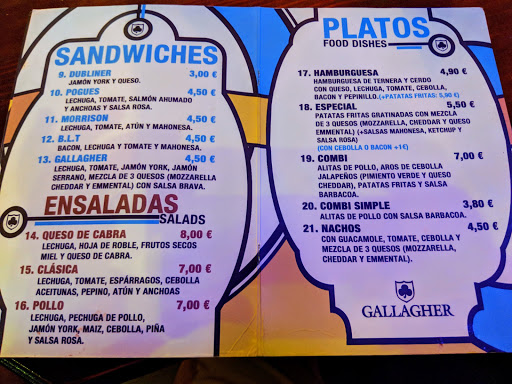 SANDWICHES
9. DUBLINER 3,00 €
JAMÓN YORK Y QUESO.
10. POGUES 4,50 €
LECHUGA, TOMATE, SALMÓN AHUMADO
Y ANCHOAS Y SALSA ROSA.
11. MORRISON 4,50 €
LECHUGA, TOMATE, ATÚN Y MAHONESA.
12. B.L.T 4,50 €
BACON, LECHUGA Y TOMATE Y MAHONESA.
13. GALLAGHER 4,50 €
LECHUGA, TOMATE, JAMÓN YORK, JAMÓN
SERRANO, MEZCLA DE 3 QUESOS (MOZZARELLA
CHEDDAR Y EMMENTAL) CON SALSA BRAVA.
ENSALADAS
SALADS
14. QUESO DE CABRA 8,00 €
LECHUGA, HOJA DE ROBLE, FRUTOS SECOS
MIEL Y QUESO DE CABRA.
15. CLÁSICA 7,00 €
LECHUGA, TOMATE, ESPÁRRAGOS, CEBOLLA
ACEITUNAS, PEPINO, ATÚN Y ANCHOAS
16. POLLO 7,00 €
LECHUGA, PECHUGA DE POLLO,
JAMÓN YORK, MAIZ, CEBOLLA, PIÑA
Y SALSA ROSA.
PLATOS
FOOD DISHES
17. HAMBURGUESA 4,90 €
HAMBURGUESA DE TERNERA Y CERDO
CON QUESO, LECHUGA, TOMATE, CEBOLLA,
BACON Y PEPINILLO.(+PATATAS FRITAS: 5,90 €)
18. ESPECIAL 5,50 €
PATATAS FRITAS GRATINADAS CON MEZCLA
DE 3 QUESOS (MOZZARELLA, CHEDDAR Y QUESO
EMMENTAL) (+SALSAS MAHONESA, KETCHUP Y
SALSA ROSA)
(CON CEBOLLA O BACON +1€)
19. COMBI 7,00 €
ALITAS DE POLLO, AROS DE CEBOLLA
JALAPEÑOS (PIMIENTO VERDE Y QUESO
CHEDDAR), PATATAS FRITAS Y SALSA
BARBACOA.
20. COMBI SIMPLE 3,80 €
ALITAS DE POLLO CON SALSA BARBACOA.
21. NACHOS 4,50 €
CON GUACAMOLE, TOMATE, CEBOLLA Y
MEZCLA DE 3 QUESOS (MOZZARELLA,
CHEDDAR Y EMMENTAL).
GALLAGHER